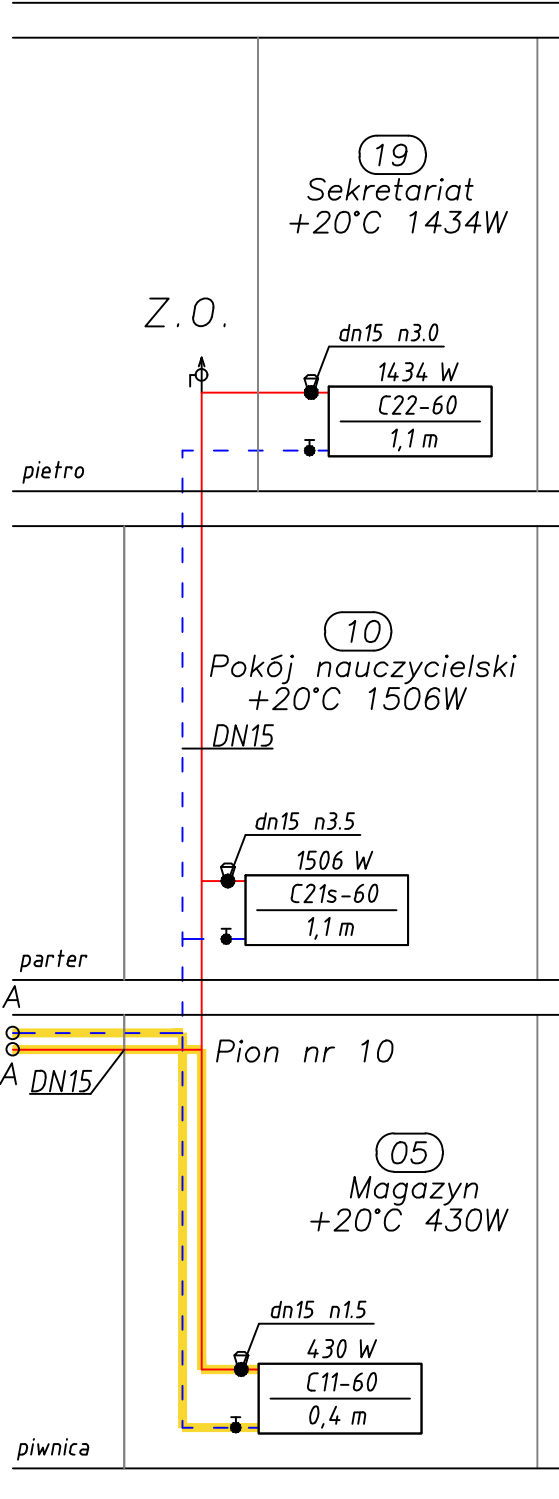 19
Sekretariat
+20°C 1434W
Z.O.
dn15 n3.0
1434 W
C22-60
1,1 m
pietro
10
Pokój nauczycielski
+20°C 1506W
DN15
dn15 n3.5
1506 W
C21s-60
1,1 m
parter
A
Pion nr 10
A DN15
05
Magazyn
+20°C 430W
dn15 n1.5
430 W
C11-60
0,4 m
piwnica